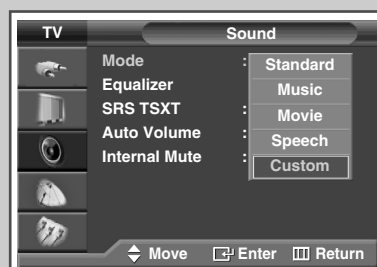 TV Sound
Mode : Standard
Equalizer Music
SRS TSXT : Movie
Auto Volume : Speech
Internal Mute : Custom
Move Enter Return